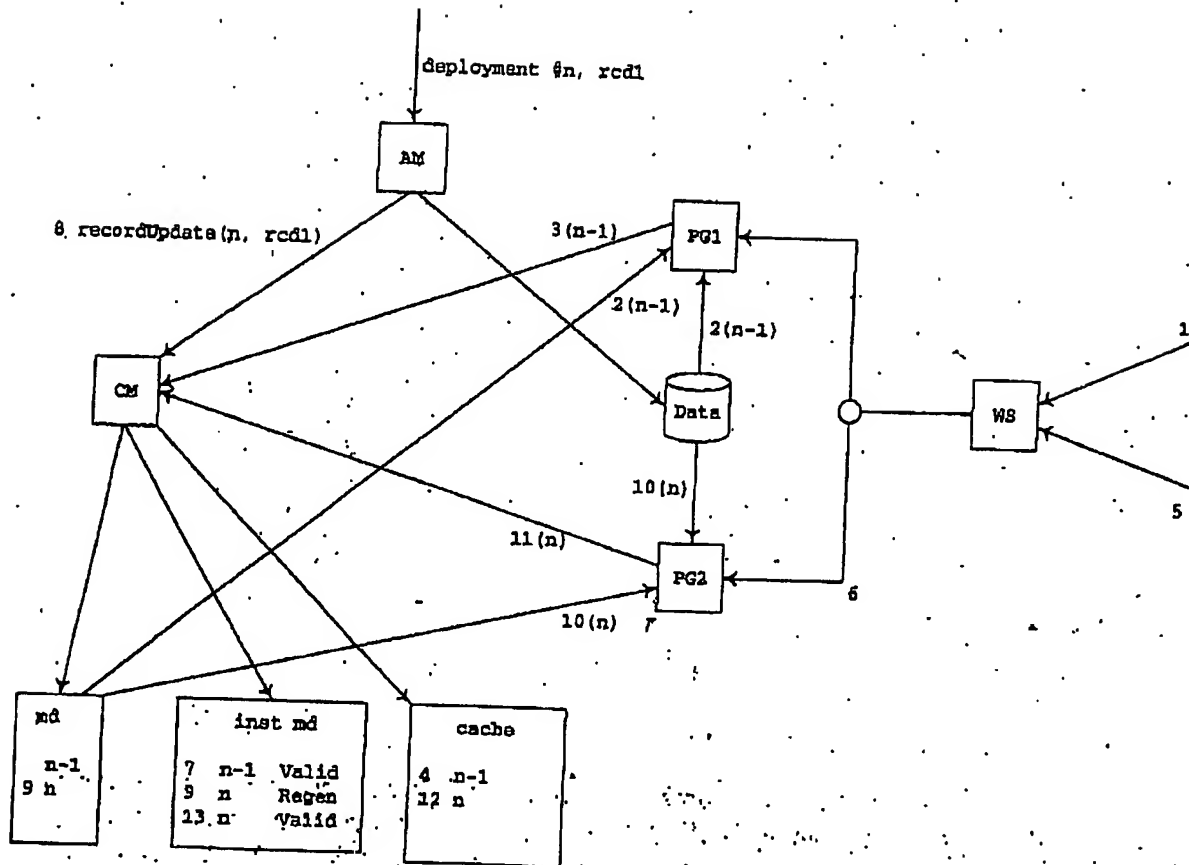 deployment #n, rcd1
AM
8. recordUpdate(n, rcd1)
3(n-1)
PG1
2(n-1)
2(n-1)
1
CM
Data
WS
10(n)
5
11(n)
PG2
6
10(n)
7
md
n-1
9 n
inst md
7 n-1 Valid
9 n Regen
13 n Valid
cache
4 n-1
12 n